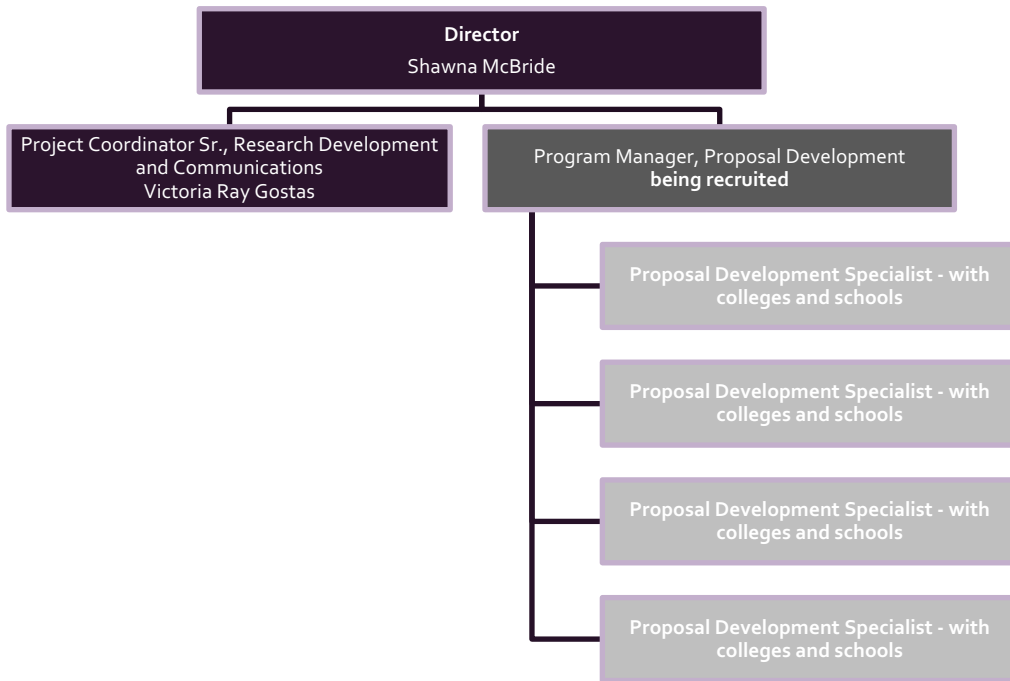 Director
Shawna McBride
Project Coordinator Sr., Research Development
and Communications
Victoria Ray Gostas
Program Manager, Proposal Development
being recruited
Proposal Development Specialist - with
colleges and schools
Proposal Development Specialist - with
colleges and schools
Proposal Development Specialist - with
colleges and schools
Proposal Development Specialist - with
colleges and schools